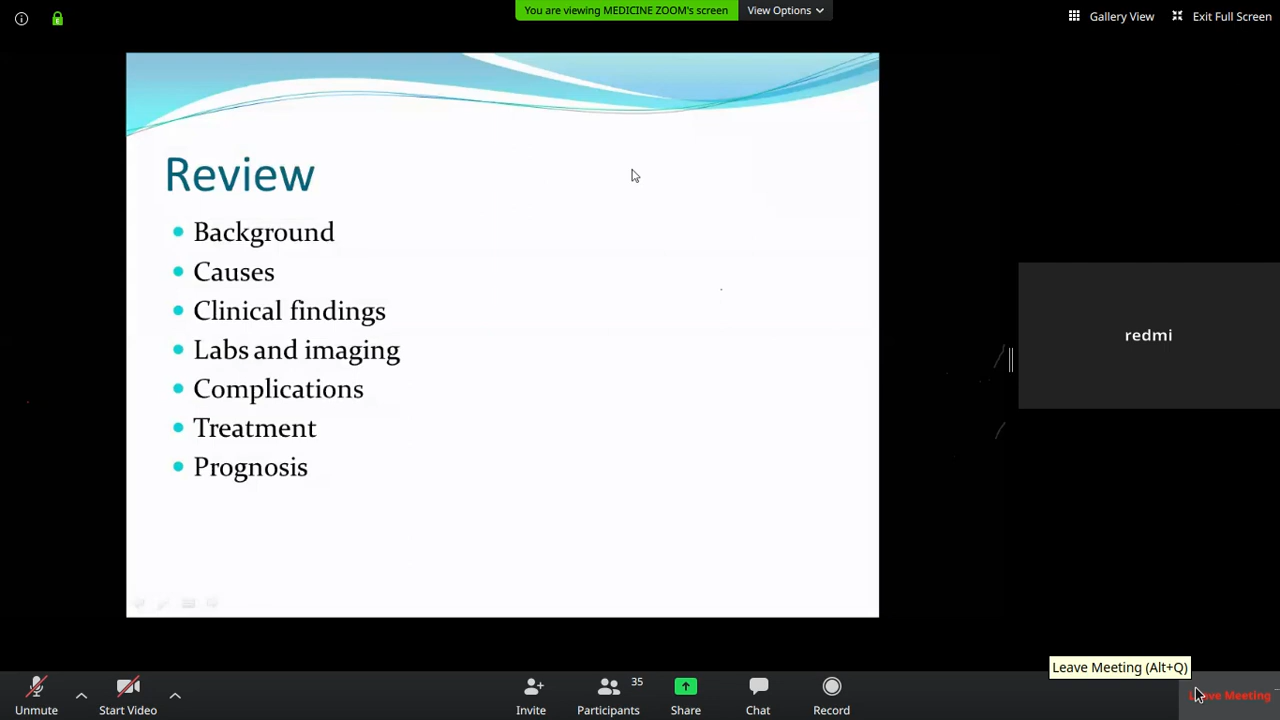 You are viewing MEDICINE ZOOM's screen
View Options
Gallery View
Exit Full Screen
Review
Background
Causes
Clinical findings
Labs and imaging
Complications
Treatment
Prognosis
redmi
Leave Meeting (Alt+Q)
Unmute
Start Video
Invite
Participants
35
Share
Chat
Record
Leave Meeting